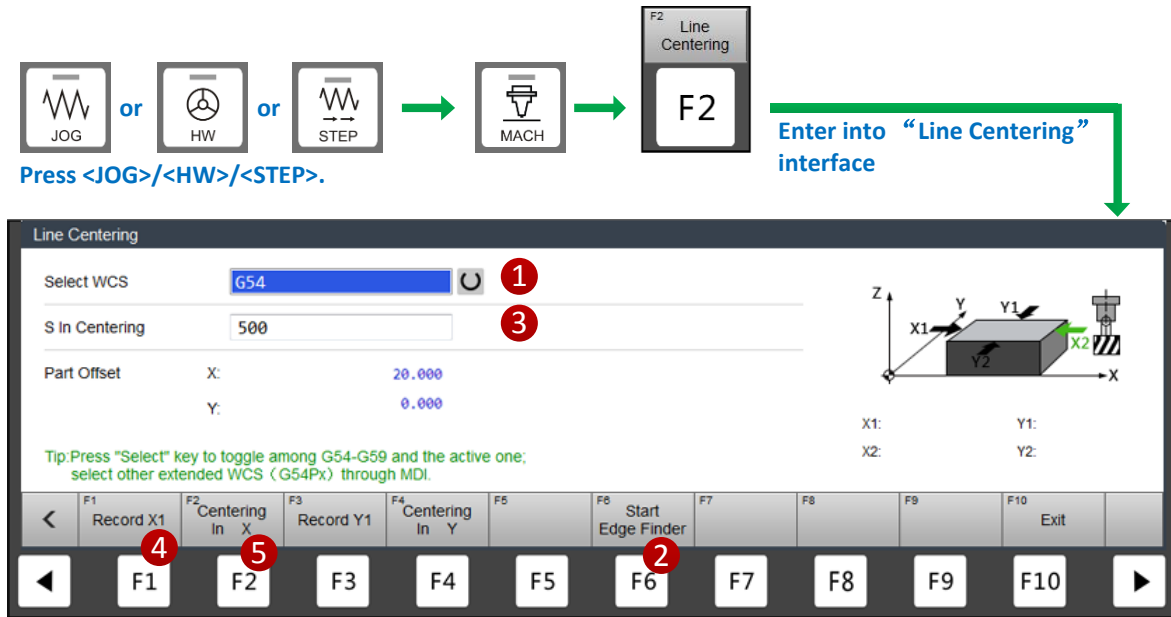 F2
Line
Centering
F2
JOG
or
HW
or
STEP
MACH
Press <JOG>/<HW>/<STEP>.
Enter into “Line Centering”
interface
Line Centering
Select WCS G54 1
S In Centering 500 3
Part Offset X: 20.000
Y: 0.000
Z
Y
Y1
X1
X2
Y2
X
X1: Y1:
X2: Y2:
Tip:Press "Select" key to toggle among G54-G59 and the active one;
select other extended WCS（G54Px）through MDI.
F1 Record X1
F2 Centering In X
F3 Record Y1
F4 Centering In Y
F5
F6 Start Edge Finder
F7
F8
F9
F10 Exit
4
5
2
F1 F2 F3 F4 F5 F6 F7 F8 F9 F10